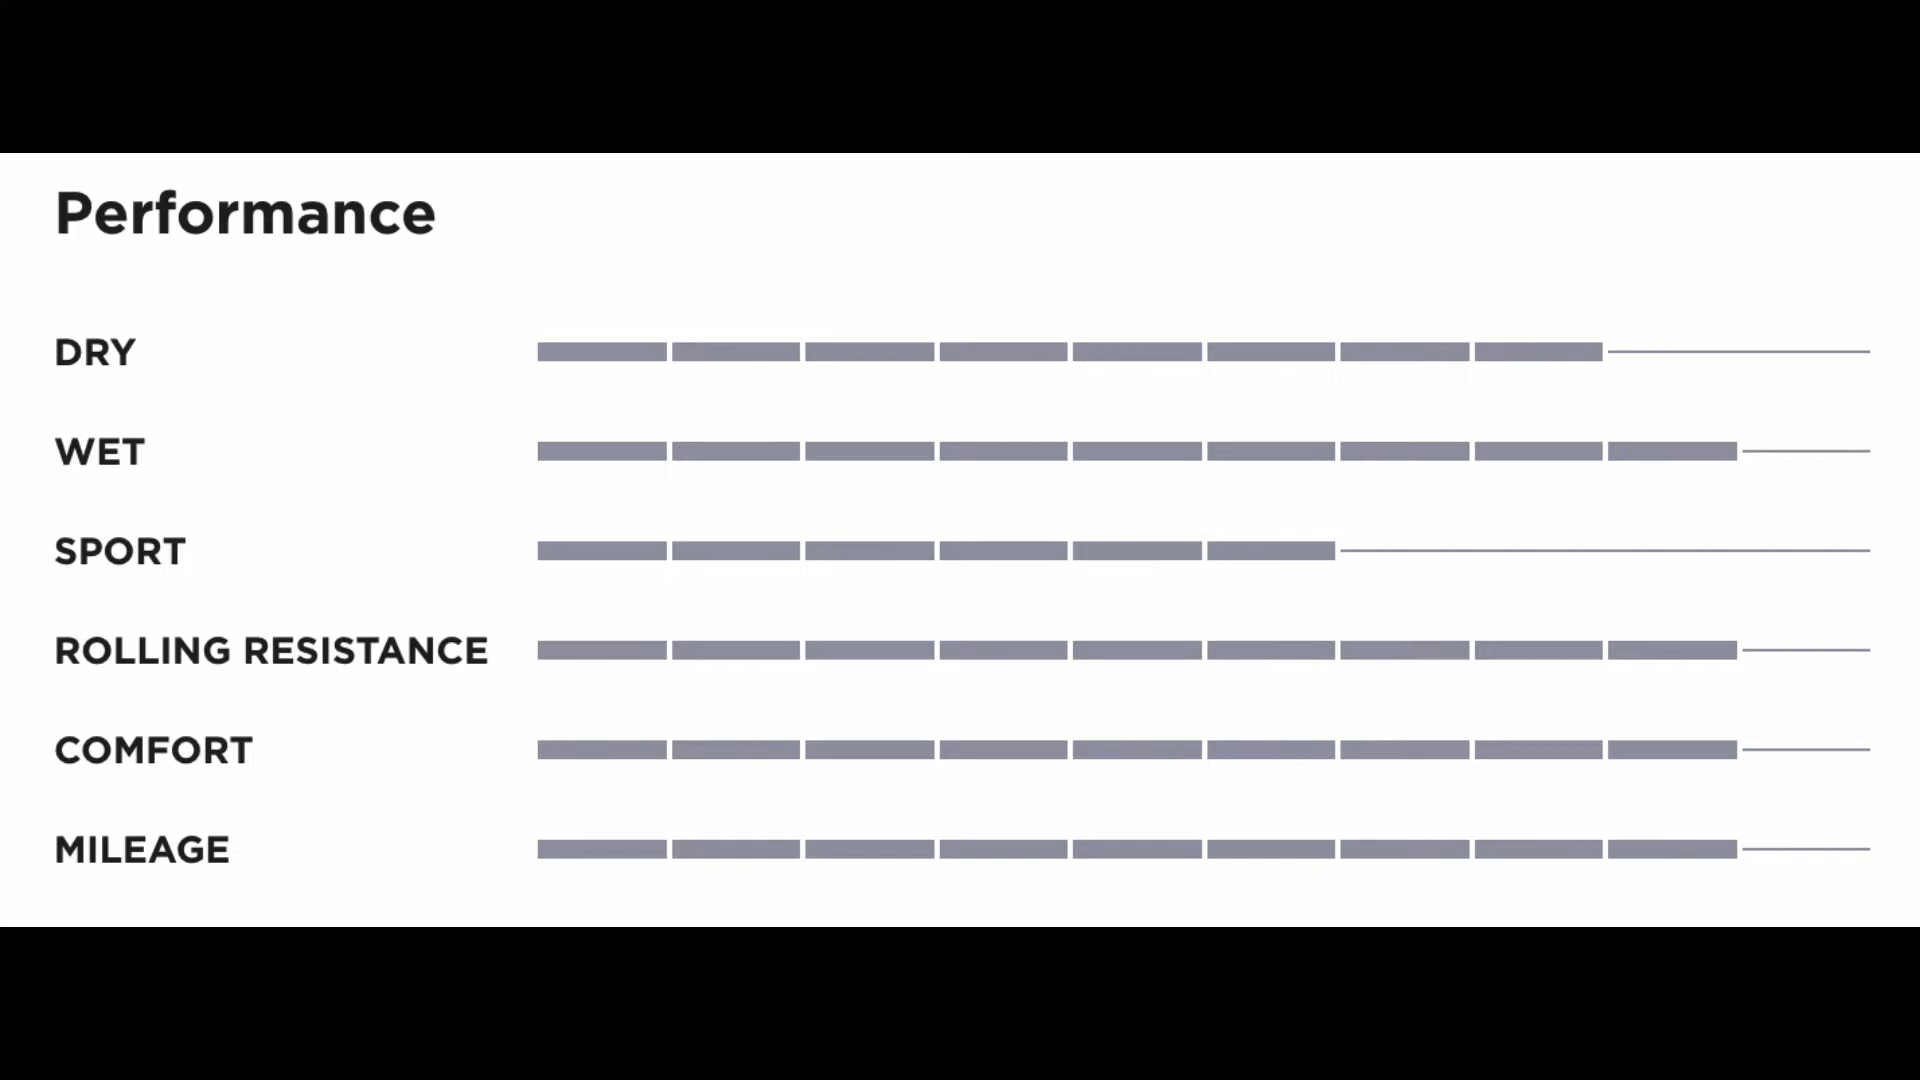 Performance
DRY
WET
SPORT
ROLLING RESISTANCE
COMFORT
MILEAGE